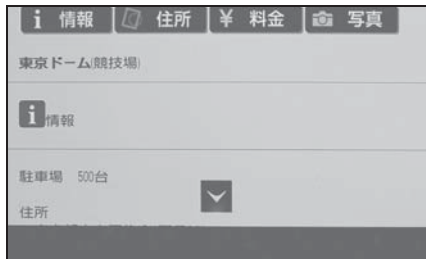 i 情報 住所 ¥ 料金 写真
東京ドーム(競技場)
i 情報
駐車場 500台
住所